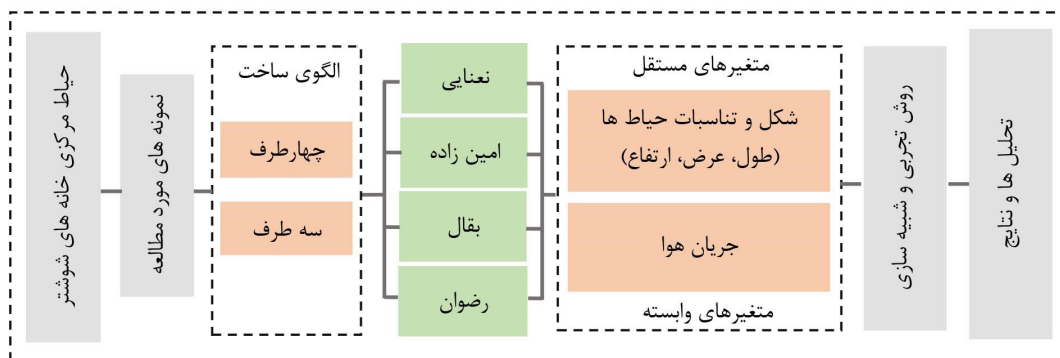 حیاط مرکزی خانه های شوشتر
نمونه های مورد مطالعه
الگوی ساخت
چهارطرف
سه طرف
نعنایی
امین زاده
بقال
رضوان
متغیرهای مستقل
شکل و تناسبات حیاط ها
(طول، عرض، ارتفاع)
جریان هوا
متغیرهای وابسته
روش تجربی و شبیه سازی
تحلیل ها و نتایج